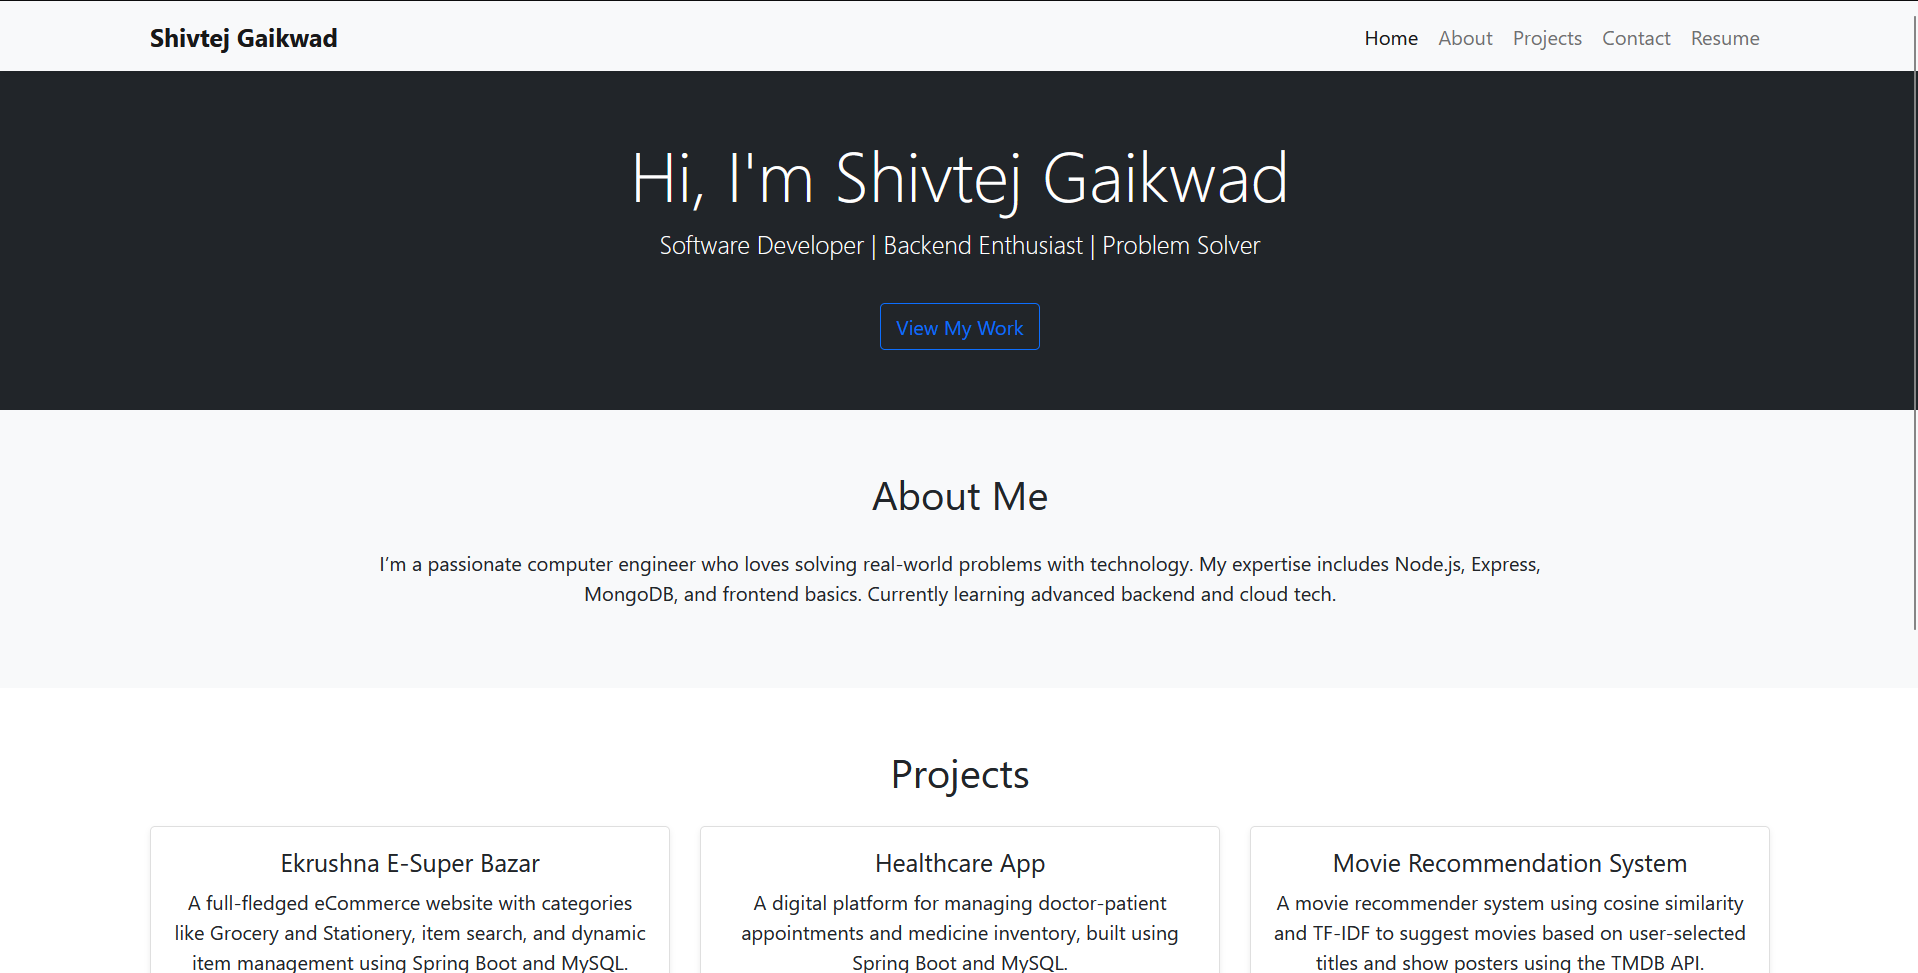 Shivtej Gaikwad
Home About Projects Contact Resume
Hi, I'm Shivtej Gaikwad
Software Developer | Backend Enthusiast | Problem Solver
View My Work
About Me
I’m a passionate computer engineer who loves solving real-world problems with technology. My expertise includes Node.js, Express,
MongoDB, and frontend basics. Currently learning advanced backend and cloud tech.
Projects
Ekrushna E-Super Bazar
A full-fledged eCommerce website with categories
like Grocery and Stationery, item search, and dynamic
item management using Spring Boot and MySQL.
Healthcare App
A digital platform for managing doctor-patient
appointments and medicine inventory, built using
Spring Boot and MySQL.
Movie Recommendation System
A movie recommender system using cosine similarity
and TF-IDF to suggest movies based on user-selected
titles and show posters using the TMDB API.